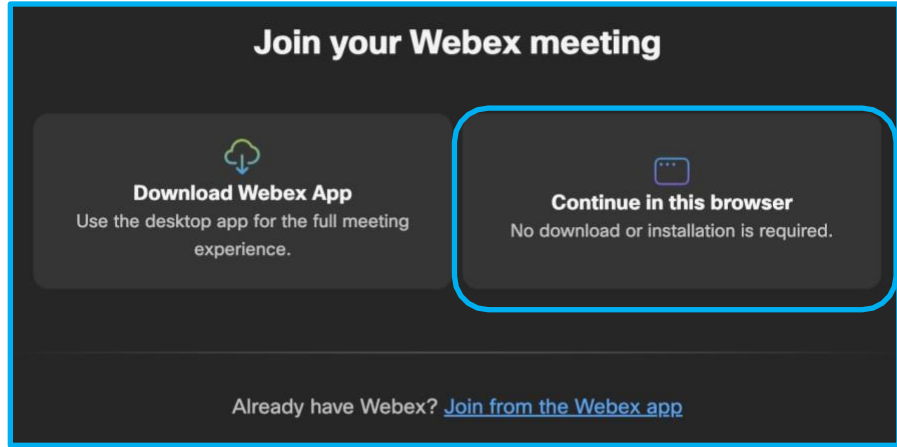 Join your Webex meeting
Download Webex App
Use the desktop app for the full meeting
experience.
Continue in this browser
No download or installation is required.
Already have Webex? Join from the Webex app